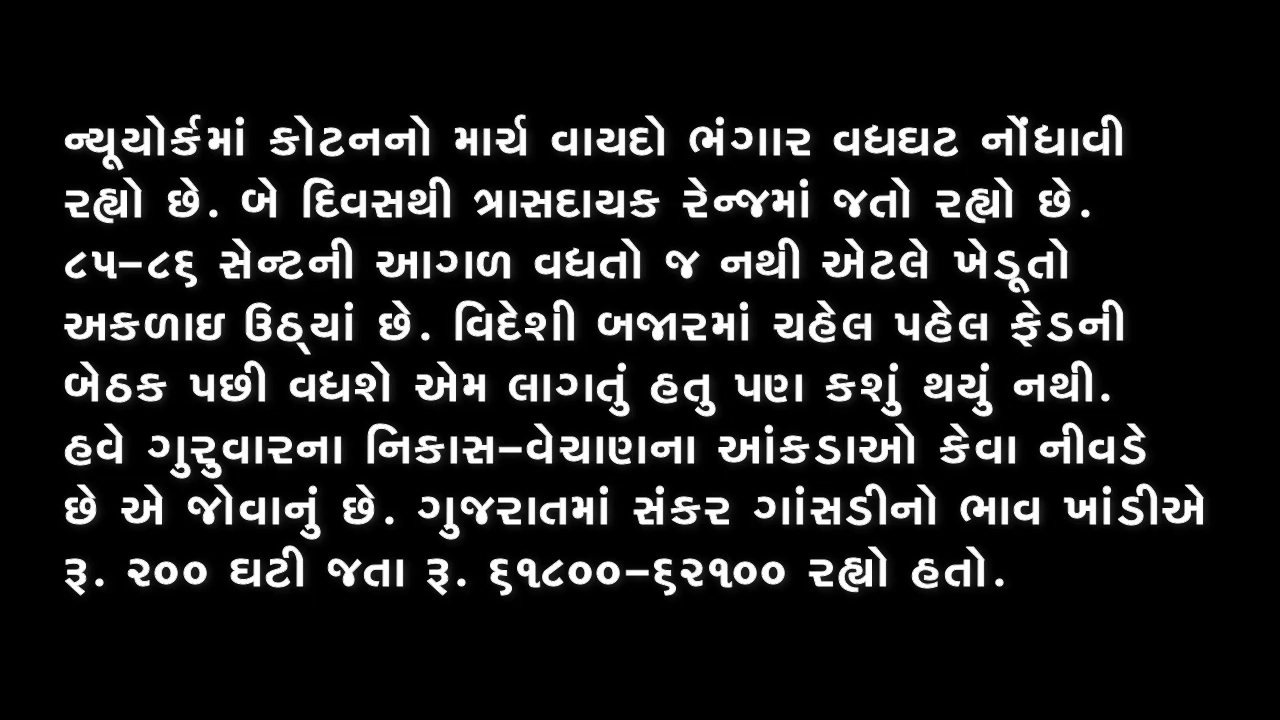 ન્યૂયોર્કમાં કોટનનો માર્ચ વાયદો ભંગાર વધઘટ નોંધાવી
રહ્યો છે. બે દિવસથી ત્રાસદાયક રેન્જમાં જતો રહ્યો છે.
૮૫-૮૬ સેન્ટની આગળ વધતો જ નથી એટલે ખેડૂતો
અકળાઇ ઉઠ્યાં છે. વિદેશી બજારમાં ચહેલ પહેલ ફેડની
બેઠક પછી વધશે એમ લાગતું હતુ પણ કશું થયું નથી.
હવે ગુરુવારના નિકાસ-વેચાણના આંકડાઓ કેવા નીવડે
છે એ જોવાનું છે. ગુજરાતમાં સંકર ગાંસડીનો ભાવ ખાંડીએ
રૂ. ૨૦૦ ઘટી જતા રૂ. ૬૧૮૦૦-૬૨૧૦૦ રહ્યો હતો.